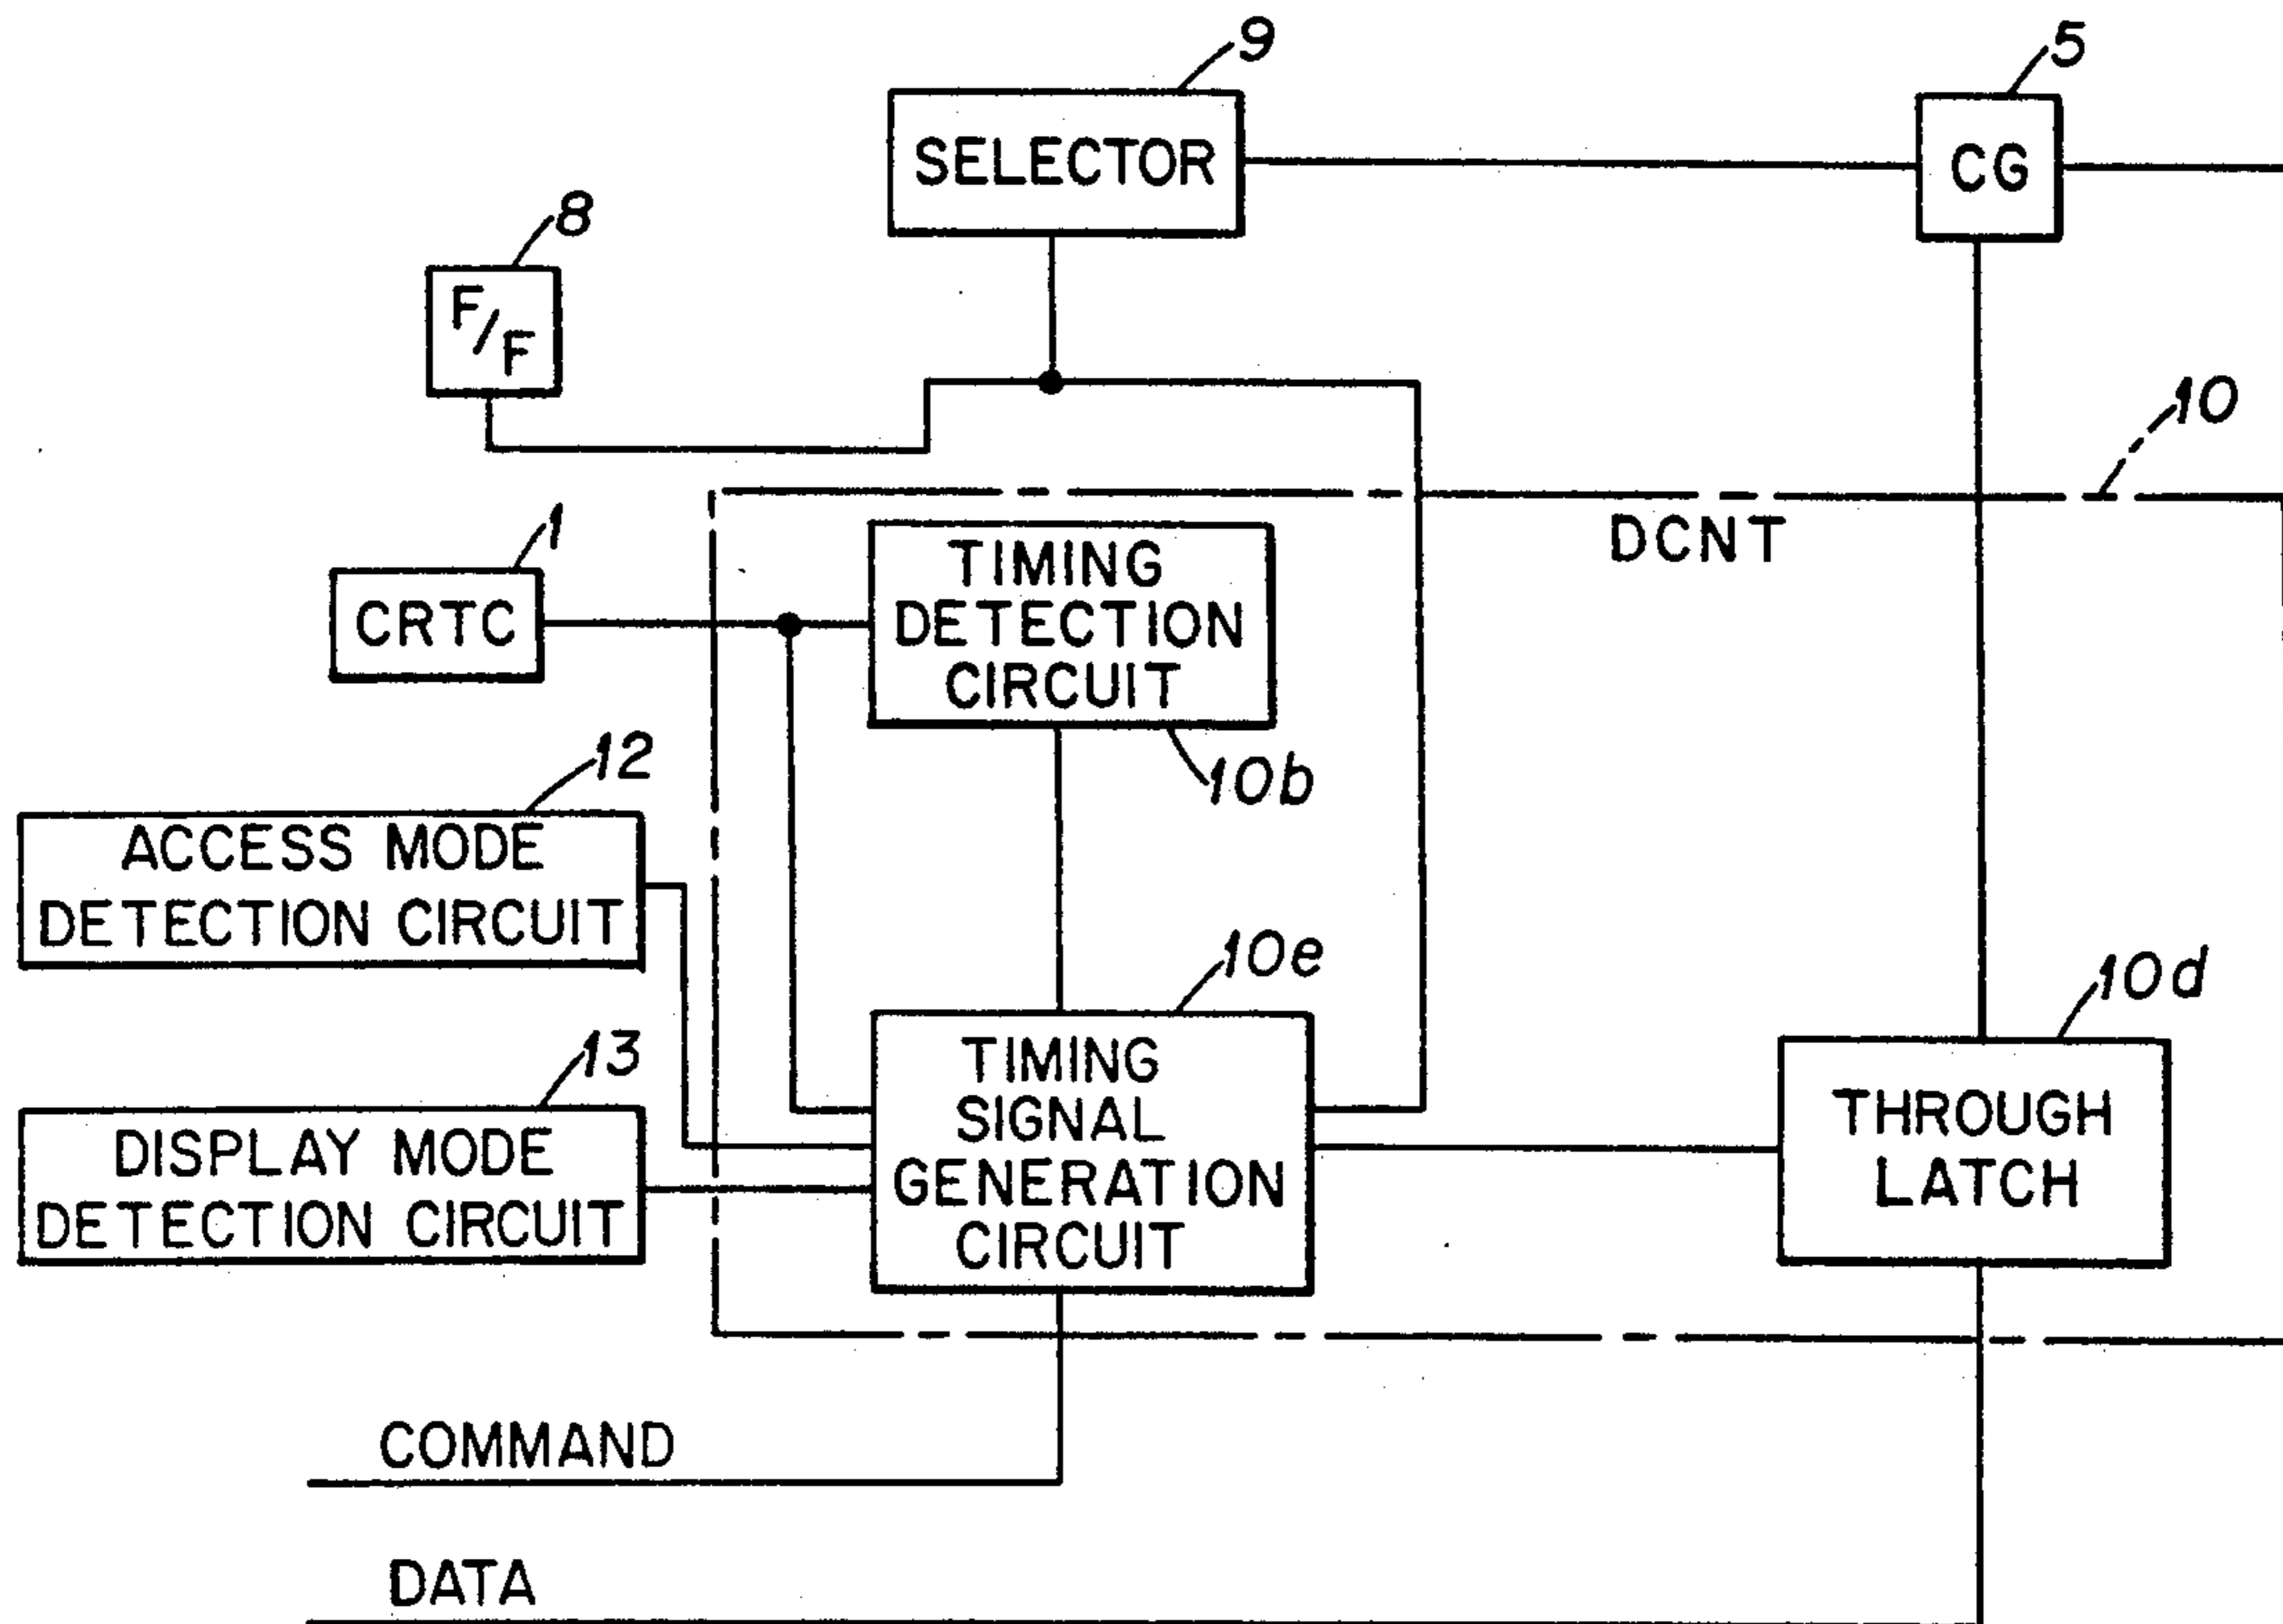 9
5
SELECTOR
CG
8
F/F
10
DCNT
1
CRTC
TIMING
DETECTION
CIRCUIT
10b
12
ACCESS MODE
DETECTION CIRCUIT
10e
10d
13
DISPLAY MODE
DETECTION CIRCUIT
TIMING
SIGNAL
GENERATION
CIRCUIT
THROUGH
LATCH
COMMAND
DATA